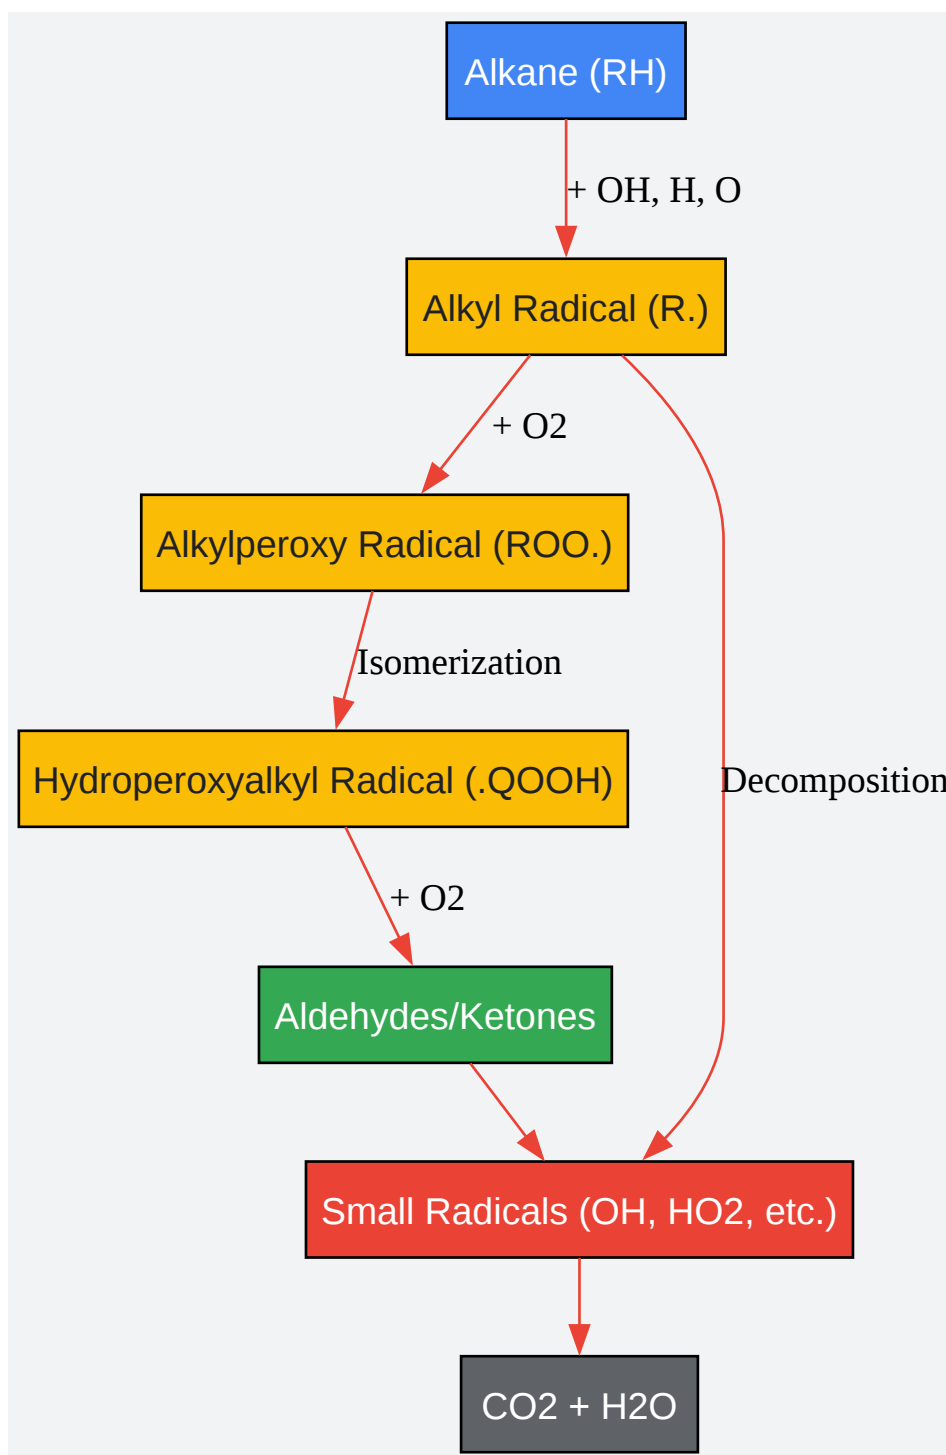 Alkane (RH)
+ OH, H, O
Alkyl Radical (R.)
+ O2
Alkylperoxy Radical (ROO.)
Isomerization
Hydroperoxyalkyl Radical (.QOOH)
Decomposition
+ O2
Aldehydes/Ketones
Small Radicals (OH, HO2, etc.)
CO2 + H2O